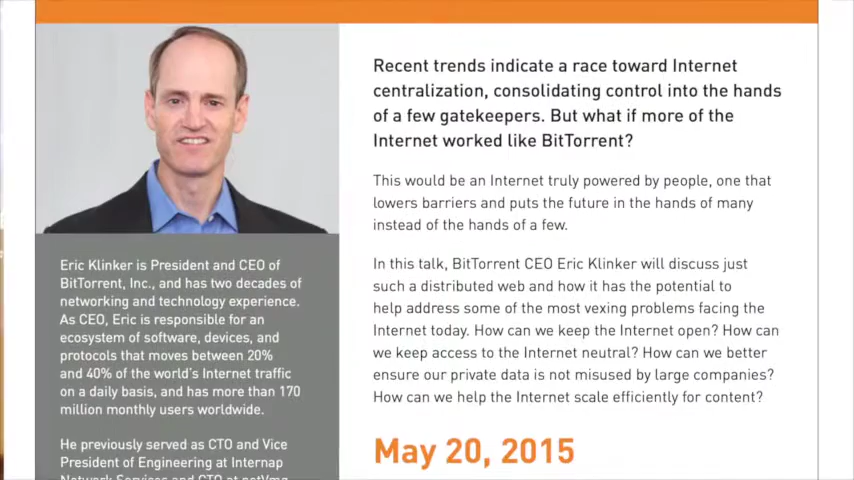 Recent trends indicate a race toward Internet
centralization, consolidating control into the hands
of a few gatekeepers. But what if more of the
Internet worked like BitTorrent?
This would be an Internet truly powered by people, one that
lowers barriers and puts the future in the hands of many
instead of the hands of a few.
In this talk, BitTorrent CEO Eric Klinker will discuss just
such a distributed web and how it has the potential to
help address some of the most vexing problems facing the
Internet today. How can we keep the Internet open? How can
we keep access to the Internet neutral? How can we better
ensure our private data is not misused by large companies?
How can we help the Internet scale efficiently for content?
May 20, 2015
Eric Klinker is President and CEO of
BitTorrent, Inc., and has two decades of
networking and technology experience.
As CEO, Eric is responsible for an
ecosystem of software, devices, and
protocols that moves between 20%
and 40% of the world's Internet traffic
on a daily basis, and has more than 170
million monthly users worldwide.
He previously served as CTO and Vice
President of Engineering at Internap
Network Services and CTO at netVmg